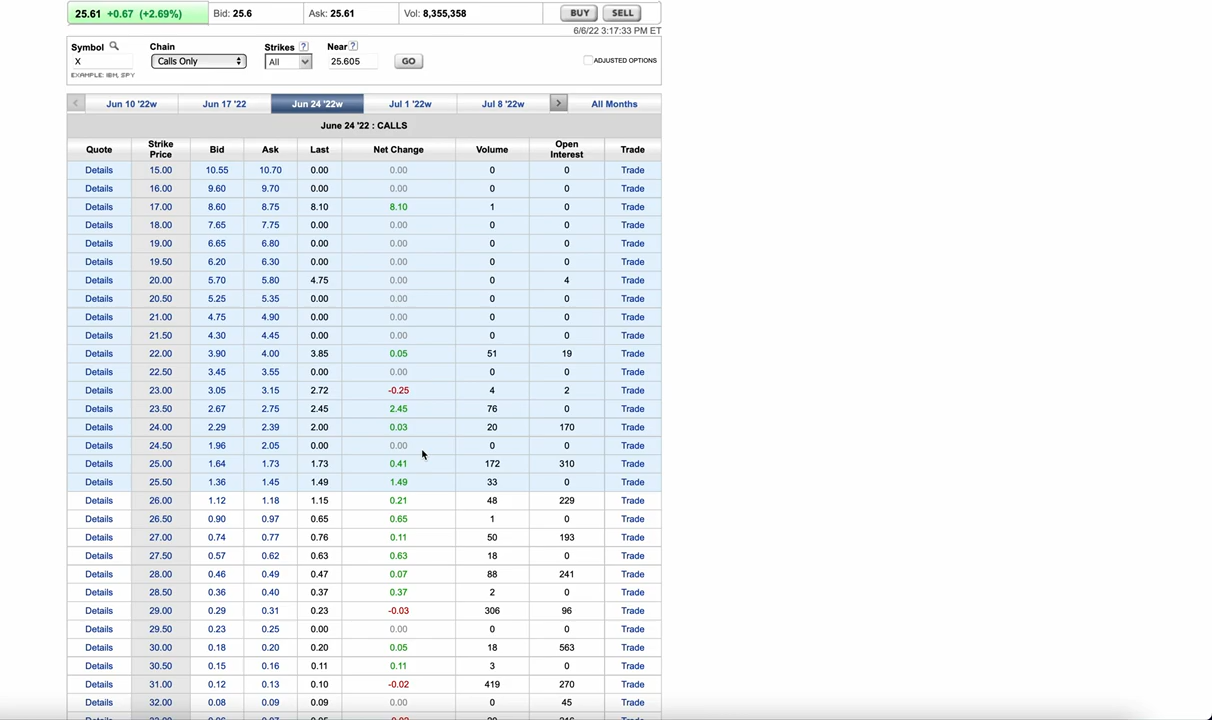 25.61 +0.67 (+2.69%) Bid: 25.6 Ask: 25.61 Vol: 8,355,358 BUY SELL
6/6/22 3:17:33 PM ET
Symbol Chain Strikes ? Near ?
X Calls Only All 25.605 GO ADJUSTED OPTIONS
EXAMPLE: IBM, SPY
< Jun 10 '22w Jun 17 '22 Jun 24 '22w Jul 1 '22w Jul 8 '22w > All Months
June 24 '22 : CALLS
Quote Strike Price Bid Ask Last Net Change Volume Open Interest Trade
Details 15.00 10.55 10.70 0.00 0.00 0 0 Trade
Details 16.00 9.60 9.70 0.00 0.00 0 0 Trade
Details 17.00 8.60 8.75 8.10 8.10 1 0 Trade
Details 18.00 7.65 7.75 0.00 0.00 0 0 Trade
Details 19.00 6.65 6.80 0.00 0.00 0 0 Trade
Details 19.50 6.20 6.30 0.00 0.00 0 0 Trade
Details 20.00 5.70 5.80 4.75 0.00 0 4 Trade
Details 20.50 5.25 5.35 0.00 0.00 0 0 Trade
Details 21.00 4.75 4.90 0.00 0.00 0 0 Trade
Details 21.50 4.30 4.45 0.00 0.00 0 0 Trade
Details 22.00 3.90 4.00 3.85 0.05 51 19 Trade
Details 22.50 3.45 3.55 0.00 0.00 0 0 Trade
Details 23.00 3.05 3.15 2.72 -0.25 4 2 Trade
Details 23.50 2.67 2.75 2.45 2.45 76 0 Trade
Details 24.00 2.29 2.39 2.00 0.03 20 170 Trade
Details 24.50 1.96 2.05 0.00 0.00 0 0 Trade
Details 25.00 1.64 1.73 1.73 0.41 172 310 Trade
Details 25.50 1.36 1.45 1.49 1.49 33 0 Trade
Details 26.00 1.12 1.18 1.15 0.21 48 229 Trade
Details 26.50 0.90 0.97 0.65 0.65 1 0 Trade
Details 27.00 0.74 0.77 0.76 0.11 50 193 Trade
Details 27.50 0.57 0.62 0.63 0.63 18 0 Trade
Details 28.00 0.46 0.49 0.47 0.07 88 241 Trade
Details 28.50 0.36 0.40 0.37 0.37 2 0 Trade
Details 29.00 0.29 0.31 0.23 -0.03 306 96 Trade
Details 29.50 0.23 0.25 0.00 0.00 0 0 Trade
Details 30.00 0.18 0.20 0.20 0.05 18 563 Trade
Details 30.50 0.15 0.16 0.11 0.11 3 0 Trade
Details 31.00 0.12 0.13 0.10 -0.02 419 270 Trade
Details 32.00 0.08 0.09 0.09 0.00 0 45 Trade